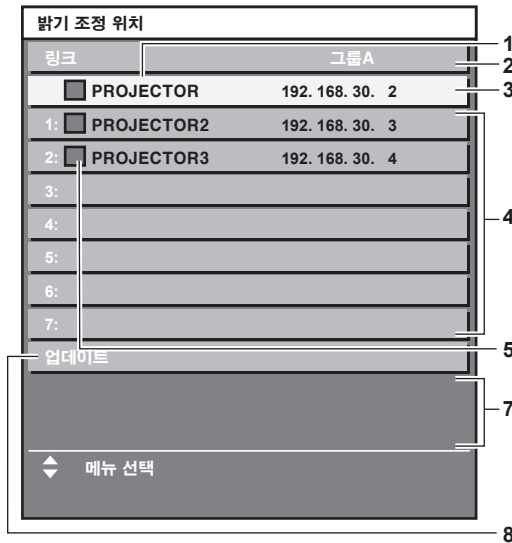 밝기 조정 위치
링크 그룹A
PROJECTOR 192. 168. 30. 2
1: PROJECTOR2 192. 168. 30. 3
2: PROJECTOR3 192. 168. 30. 4
3:
4:
5:
6:
7:
업데이트
메뉴 선택
1
2
3
4
5
7
8